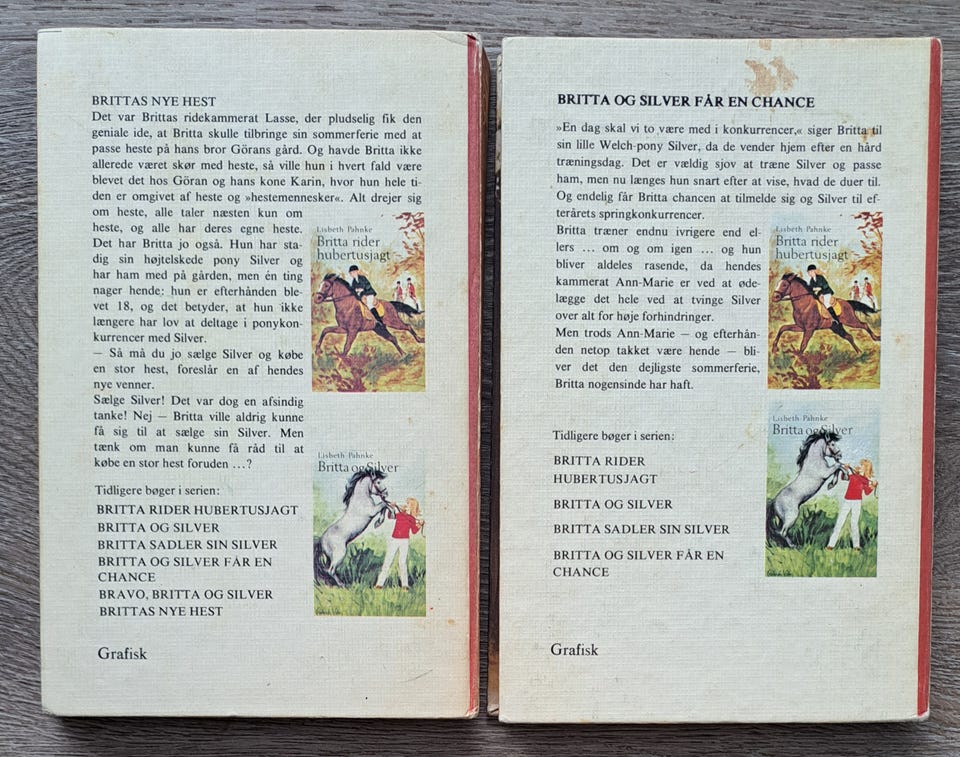 BRITTAS NYE HEST
Det var Brittas ridekammerat Lasse, der pludselig fik den
geniale ide, at Britta skulle tilbringe sin sommerferie med at
passe heste på hans bror Görans gård. Og havde Britta ikke
allerede været skør med heste, så ville hun i hvert fald være
blevet det hos Göran og hans kone Karin, hvor hun hele ti-
den er omgivet af heste og »hestemennesker«. Alt drejer sig
om heste, alle taler næsten kun om
heste, og alle har deres egne heste.
Det har Britta jo også. Hun har sta-
dig sin højtelskede pony Silver og
har ham med på gården, men én ting
nager hende: hun er efterhånden ble-
vet 18, og det betyder, at hun ikke
længere har lov at deltage i ponykon-
kurrencer med Silver.
— Så må du jo sælge Silver og købe
en stor hest, foreslår en af hendes
nye venner.
Sælge Silver! Det var dog en afsindig
tanke! Nej — Britta ville aldrig kunne
få sig til at sælge sin Silver. Men
tænk om man kunne få råd til at
købe en stor hest foruden ...?
Tidligere bøger i serien:
BRITTA RIDER HUBERTUSJAGT
BRITTA OG SILVER
BRITTA SADLER SIN SILVER
BRITTA OG SILVER FÅR EN
CHANCE
BRAVO, BRITTA OG SILVER
BRITTAS NYE HEST
Grafisk
Lisbeth Pahnke
Britta rider
hubertusjagt
Lisbeth Pahnke
Britta og Silver
BRITTA OG SILVER FÅR EN CHANCE
»En dag skal vi to være med i konkurrencer,« siger Britta til
sin lille Welch-pony Silver, da de vender hjem efter en hård
træningsdag. Det er vældig sjov at træne Silver og passe
ham, men nu længes hun snart efter at vise, hvad de duer til.
Og endelig får Britta chancen at tilmelde sig og Silver til ef-
terårets springkonkurrencer.
Britta træner endnu ivrigere end el-
lers ... om og om igen ... og hun
bliver aldeles rasende, da hendes
kammerat Ann-Marie er ved at øde-
lægge det hele ved at tvinge Silver
over alt for høje forhindringer.
Men trods Ann-Marie — og efterhån-
den netop takket være hende — bli-
ver det den dejligste sommerferie,
Britta nogensinde har haft.
Tidligere bøger i serien:
BRITTA RIDER
HUBERTUSJAGT
BRITTA OG SILVER
BRITTA SADLER SIN SILVER
BRITTA OG SILVER FÅR EN
CHANCE
Grafisk
Lisbeth Pahnke
Britta rider
hubertusjagt
Lisbeth Pahnke
Britta og Silver